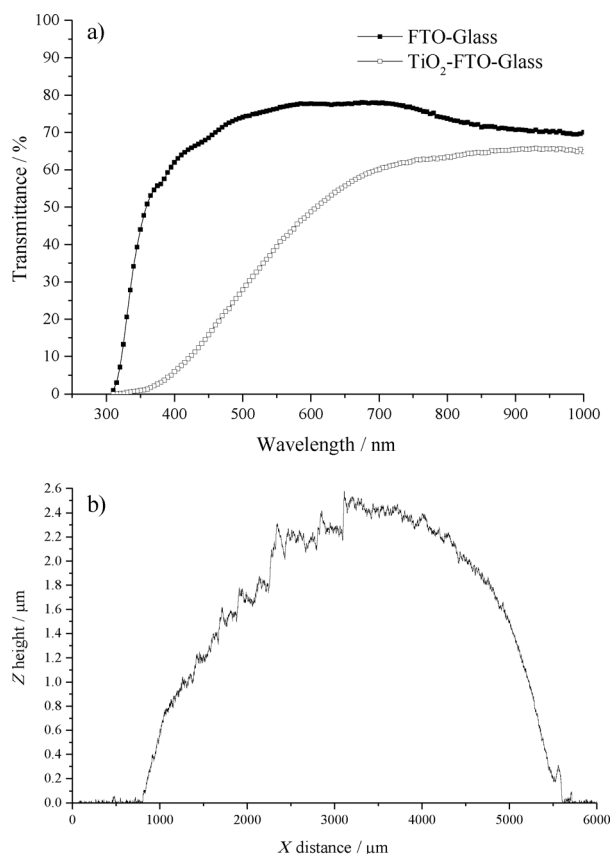 a)
FTO-Glass
TiO₂-FTO-Glass
100
90
80
70
60
50
40
30
20
10
0
Transmittance / %
300 400 500 600 700 800 900 1000
Wavelength / nm
b)
2.6
2.4
2.2
2.0
1.8
1.6
1.4
1.2
1.0
0.8
0.6
0.4
0.2
0.0
Z height / μm
0 1000 2000 3000 4000 5000 6000
X distance / μm